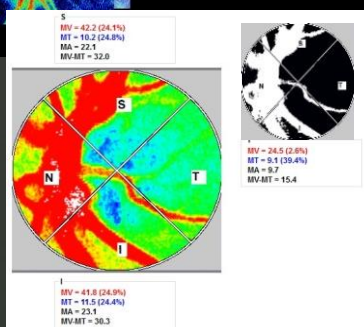 S
MV = 42.2 (24.1%)
MT = 10.2 (24.8%)
MA = 22.1
MV-MT = 32.0
S
N
T
I
S
N
T
I
MV = 24.5 (2.6%)
MT = 9.1 (39.4%)
MA = 9.7
MV-MT = 15.4
I
MV = 41.8 (24.9%)
MT = 11.5 (24.4%)
MA = 23.1
MV-MT = 30.3